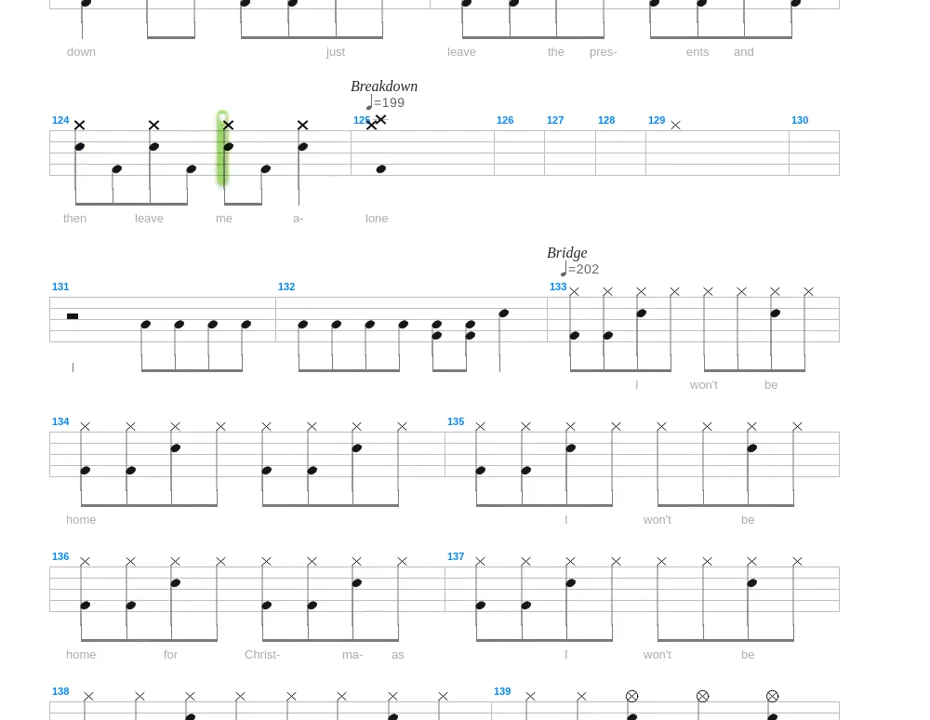 down just leave the pres- ents and
Breakdown
♩=199
124 125 126 127 128 129 130
then leave me a- lone
Bridge
♩=202
131 132 133
I I won't be
134 135
home I won't be
136 137
home for Christ- ma- as I won't be
138 139